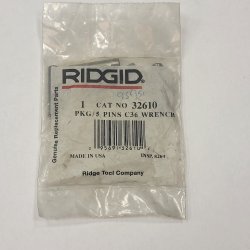 RIDGID
1 CAT NO 32610
PKG/5 PINS C36 WRENCH
Genuine Replacement Parts
MADE IN USA
Ridge Tool Company